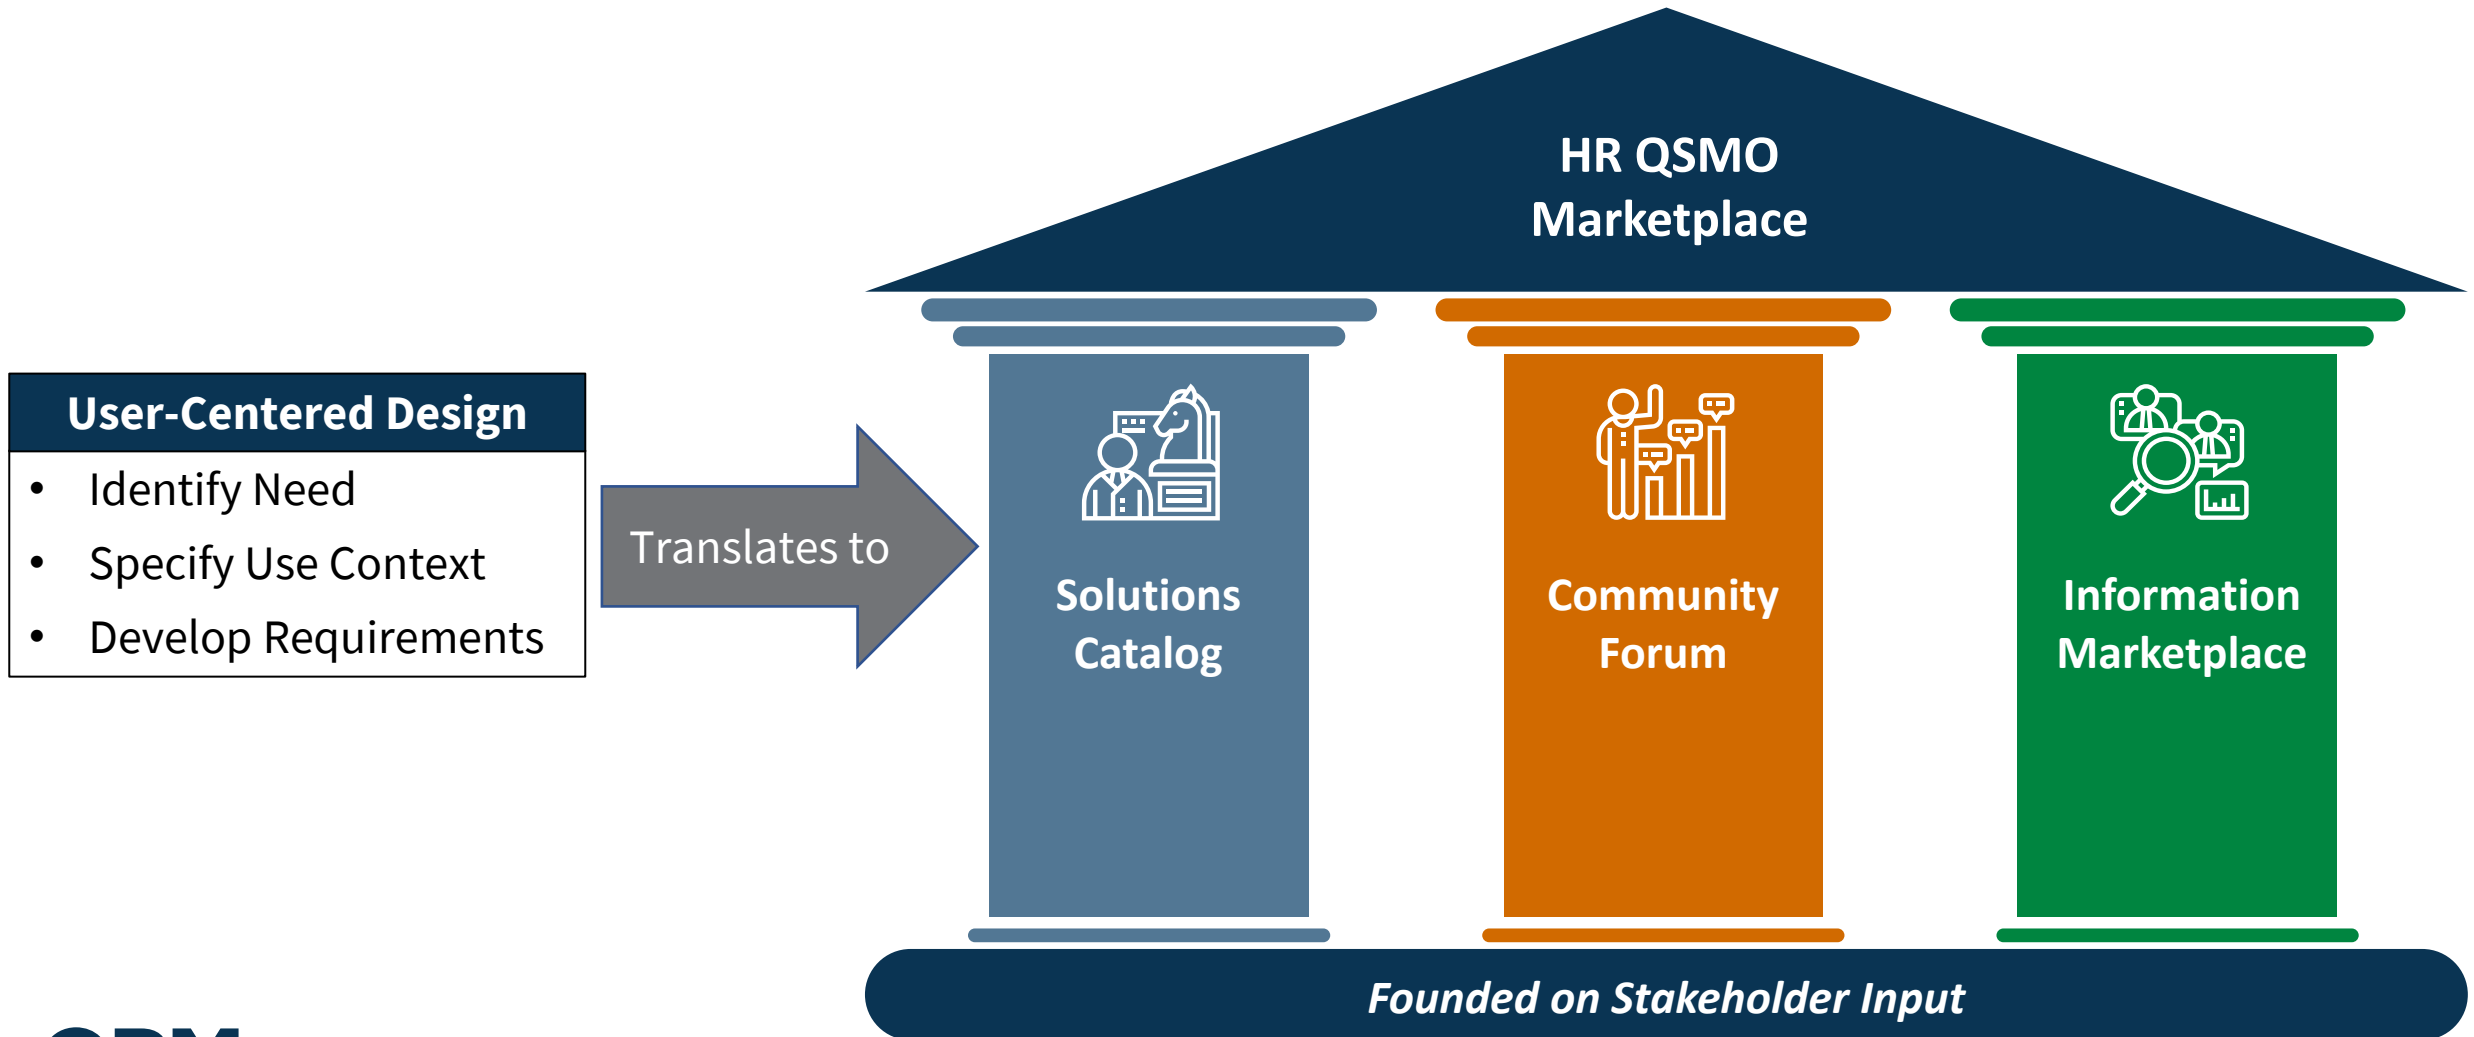 HR QSMO
Marketplace
User-Centered Design
• Identify Need
• Specify Use Context
• Develop Requirements
Translates to
Solutions
Catalog
Community
Forum
Information
Marketplace
Founded on Stakeholder Input